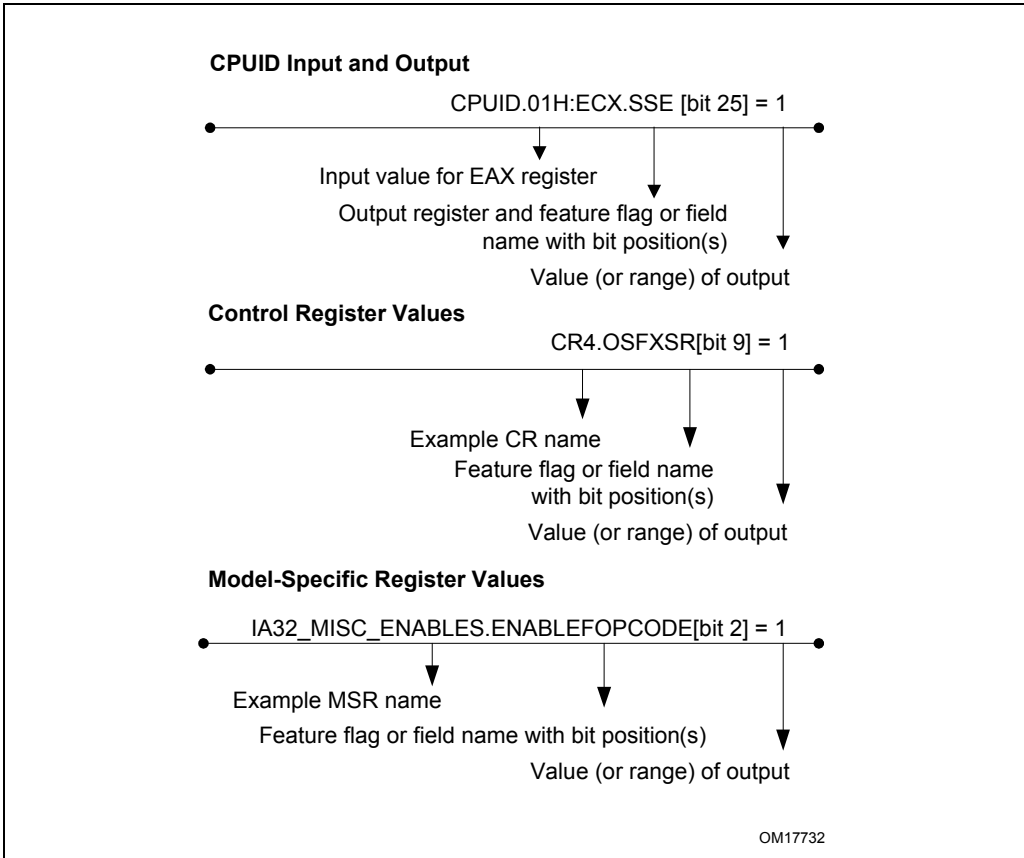 CPUID Input and Output
CPUID.01H:ECX.SSE [bit 25] = 1
Input value for EAX register
Output register and feature flag or field
name with bit position(s)
Value (or range) of output
Control Register Values
CR4.OSFXSR[bit 9] = 1
Example CR name
Feature flag or field name
with bit position(s)
Value (or range) of output
Model-Specific Register Values
IA32_MISC_ENABLES.ENABLEFOPCODE[bit 2] = 1
Example MSR name
Feature flag or field name with bit position(s)
Value (or range) of output
OM17732